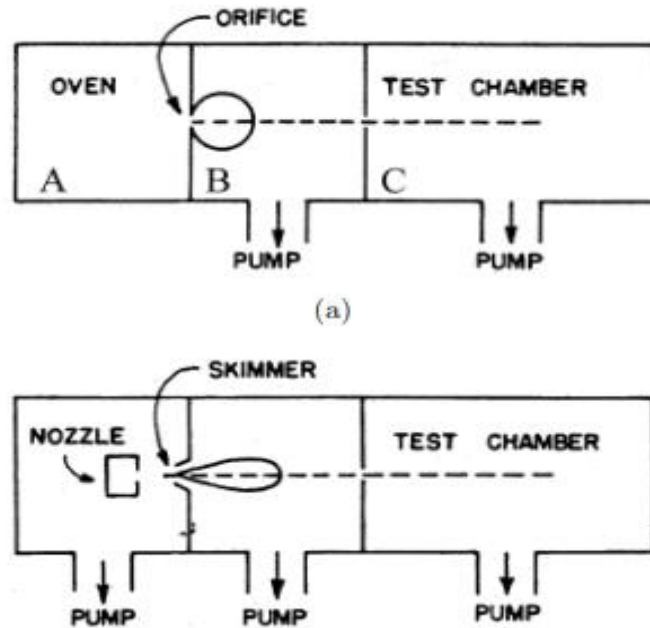 ORIFICE
OVEN
TEST CHAMBER
A
B
C
PUMP
PUMP
(a)
SKIMMER
NOZZLE
TEST CHAMBER
PUMP
PUMP
PUMP